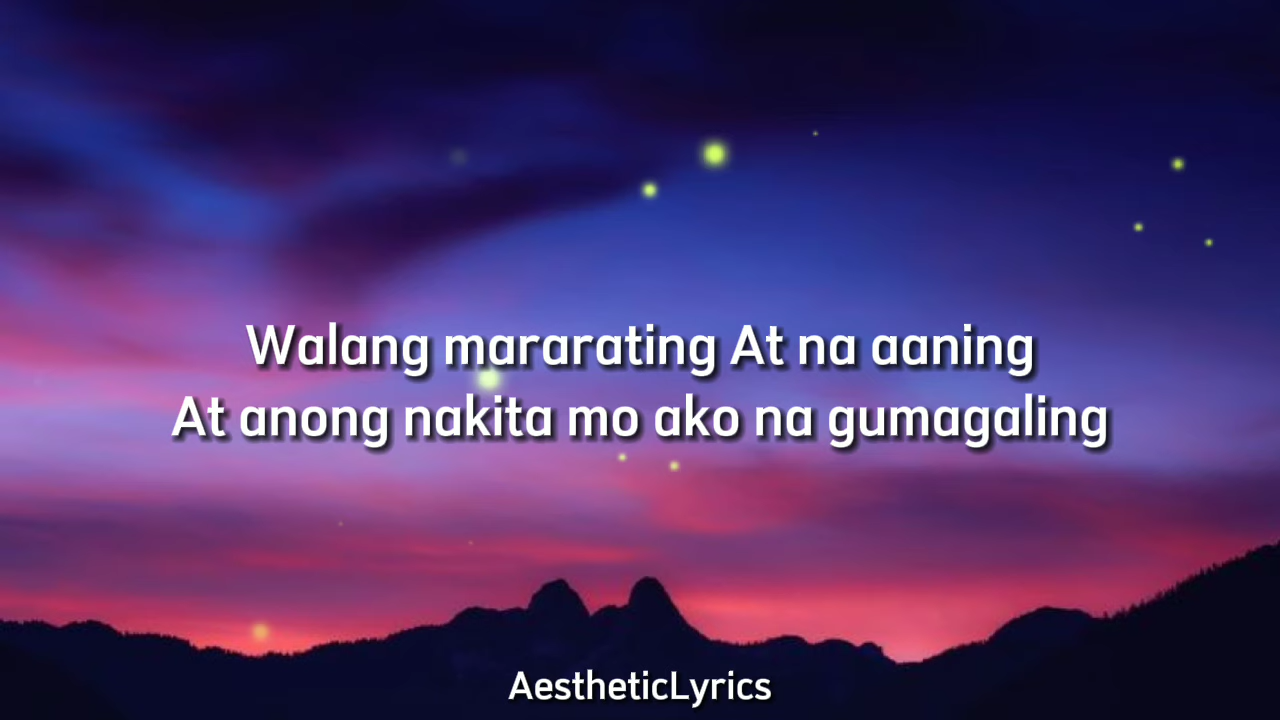 Walang mararating At na aaning
At anong nakita mo ako na gumagaling
AestheticLyrics